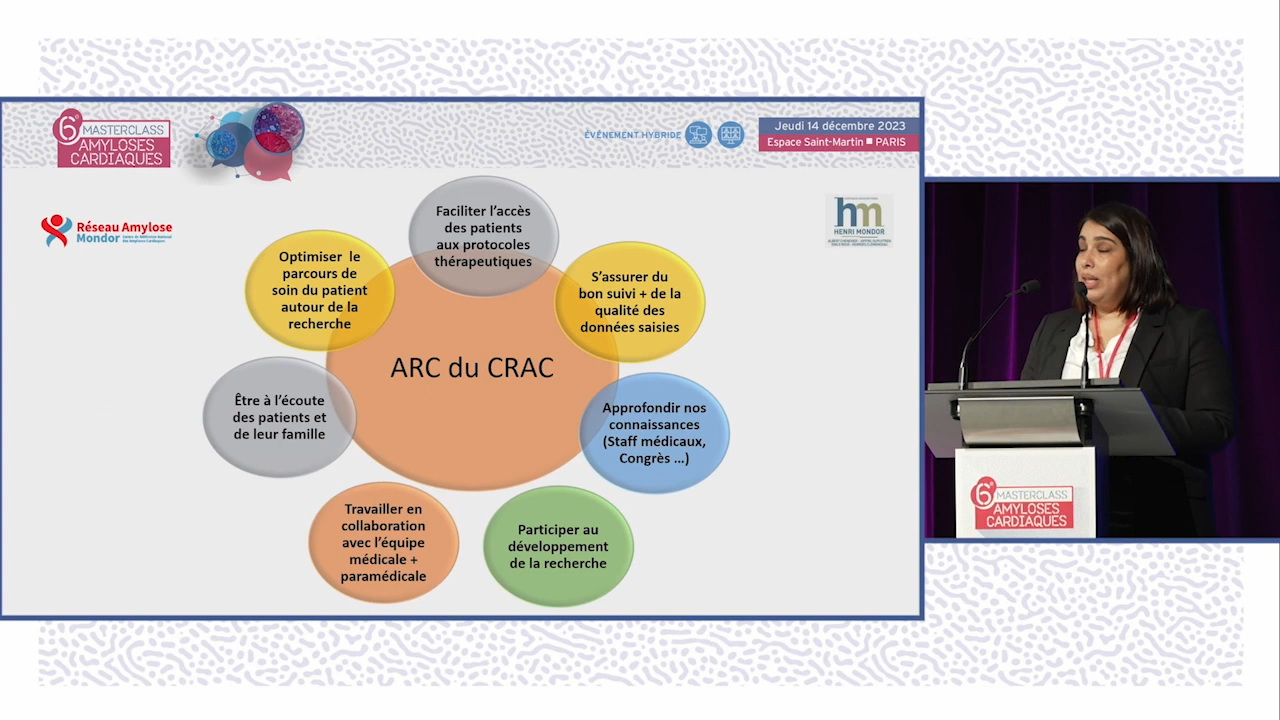 6e MASTERCLASS
AMYLOSES
CARDIAQUES
ÉVÉNEMENT HYBRIDE
Jeudi 14 décembre 2023
Espace Saint-Martin ■ PARIS
Réseau Amylose
Mondor
hm
HENRI MONDOR
Faciliter l’accès
des patients
aux protocoles
thérapeutiques
Optimiser le
parcours de
soin du patient
autour de la
recherche
S’assurer du
bon suivi + de la
qualité des
données saisies
ARC du CRAC
Être à l’écoute
des patients et
de leur famille
Approfondir nos
connaissances
(Staff médicaux,
Congrès …)
Travailler en
collaboration
avec l’équipe
médicale +
paramédicale
Participer au
développement
de la recherche
6e MASTERCLASS
AMYLOSES
CARDIAQUES